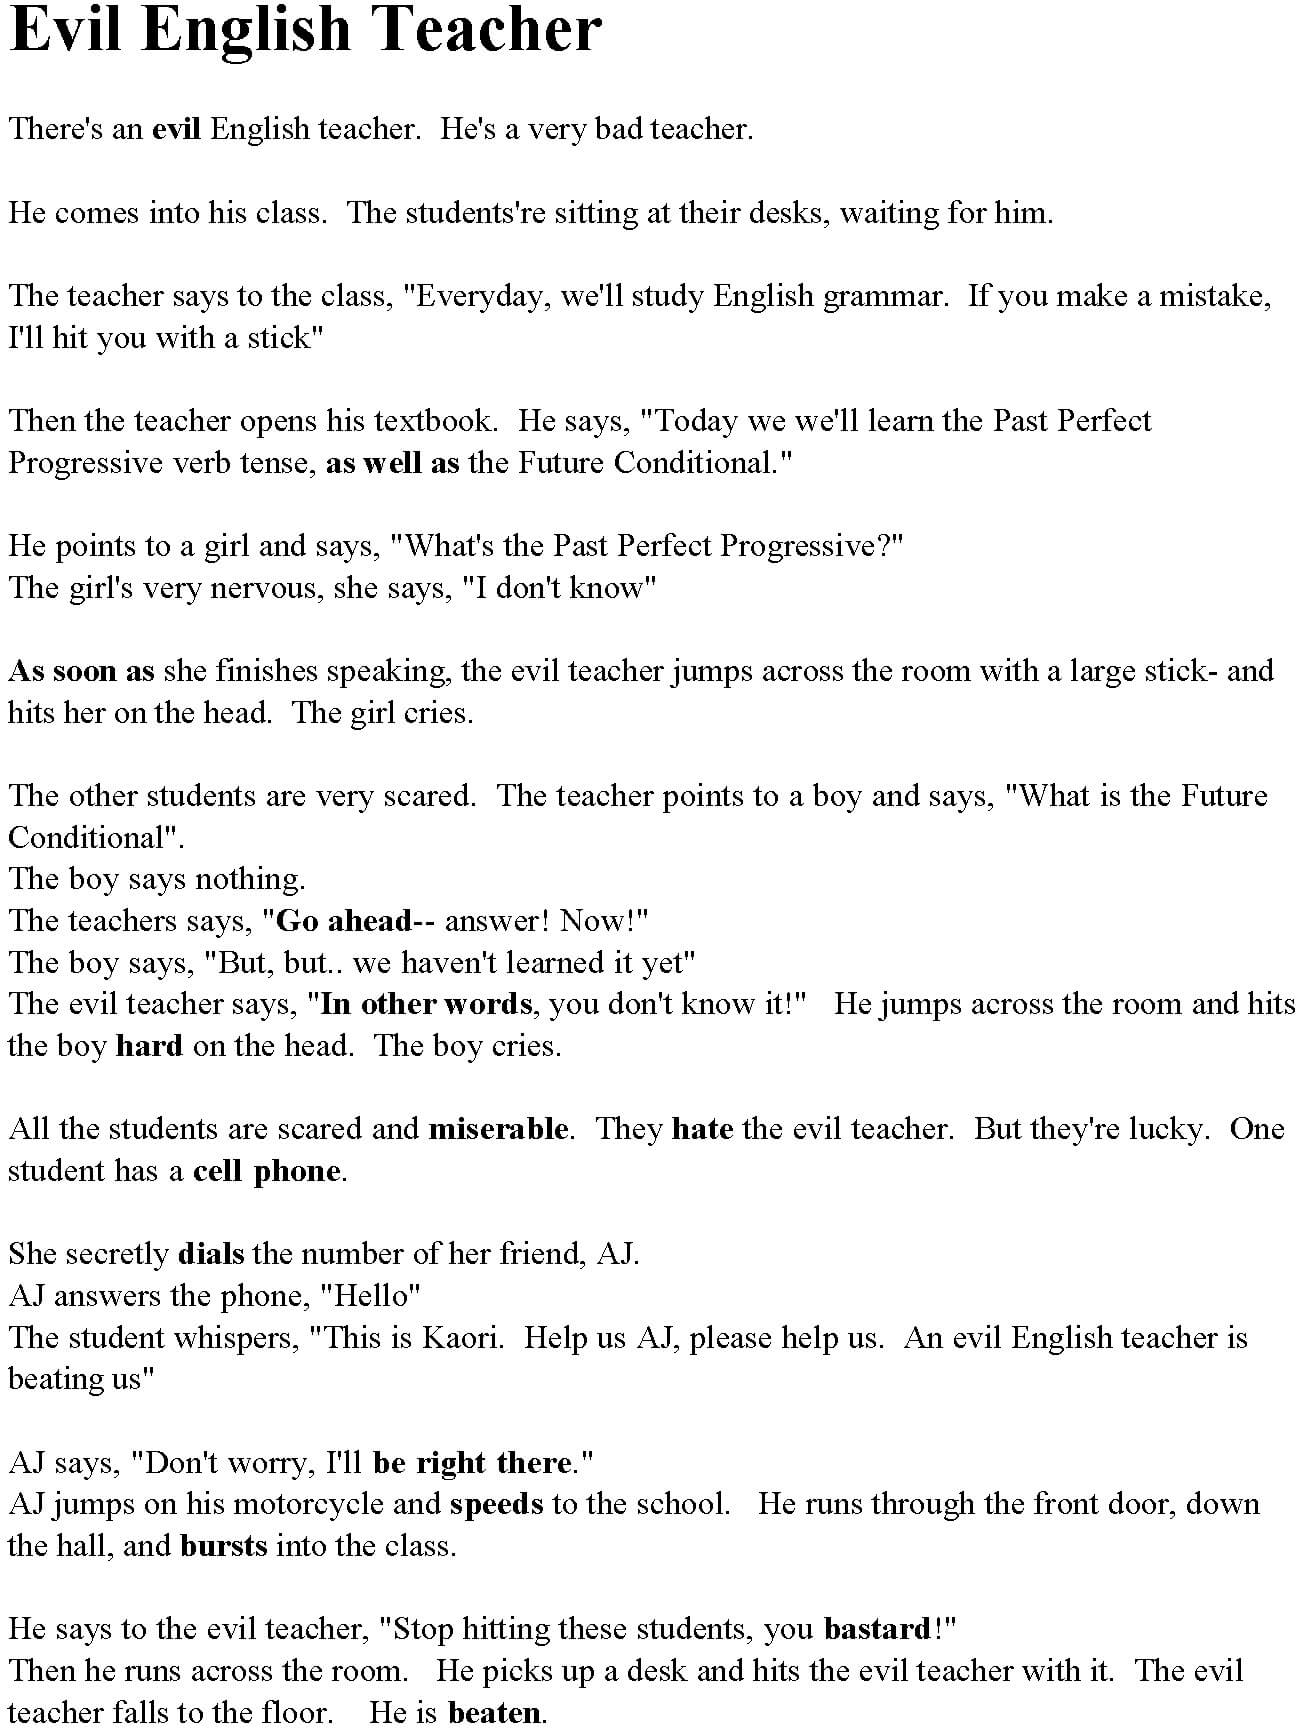 Evil English Teacher
There's an evil English teacher.  He's a very bad teacher.
He comes into his class.  The students're sitting at their desks, waiting for him.
The teacher says to the class, "Everyday, we'll study English grammar.  If you make a mistake,
I'll hit you with a stick"
Then the teacher opens his textbook.  He says, "Today we we'll learn the Past Perfect
Progressive verb tense, as well as the Future Conditional."
He points to a girl and says, "What's the Past Perfect Progressive?"
The girl's very nervous, she says, "I don't know"
As soon as she finishes speaking, the evil teacher jumps across the room with a large stick- and
hits her on the head.  The girl cries.
The other students are very scared.  The teacher points to a boy and says, "What is the Future
Conditional".
The boy says nothing.
The teachers says, "Go ahead-- answer! Now!"
The boy says, "But, but.. we haven't learned it yet"
The evil teacher says, "In other words, you don't know it!"   He jumps across the room and hits
the boy hard on the head.  The boy cries.
All the students are scared and miserable.  They hate the evil teacher.  But they're lucky.  One
student has a cell phone.
She secretly dials the number of her friend, AJ.
AJ answers the phone, "Hello"
The student whispers, "This is Kaori.  Help us AJ, please help us.  An evil English teacher is
beating us"
AJ says, "Don't worry, I'll be right there."
AJ jumps on his motorcycle and speeds to the school.   He runs through the front door, down
the hall, and bursts into the class.
He says to the evil teacher, "Stop hitting these students, you bastard!"
Then he runs across the room.   He picks up a desk and hits the evil teacher with it.  The evil
teacher falls to the floor.    He is beaten.